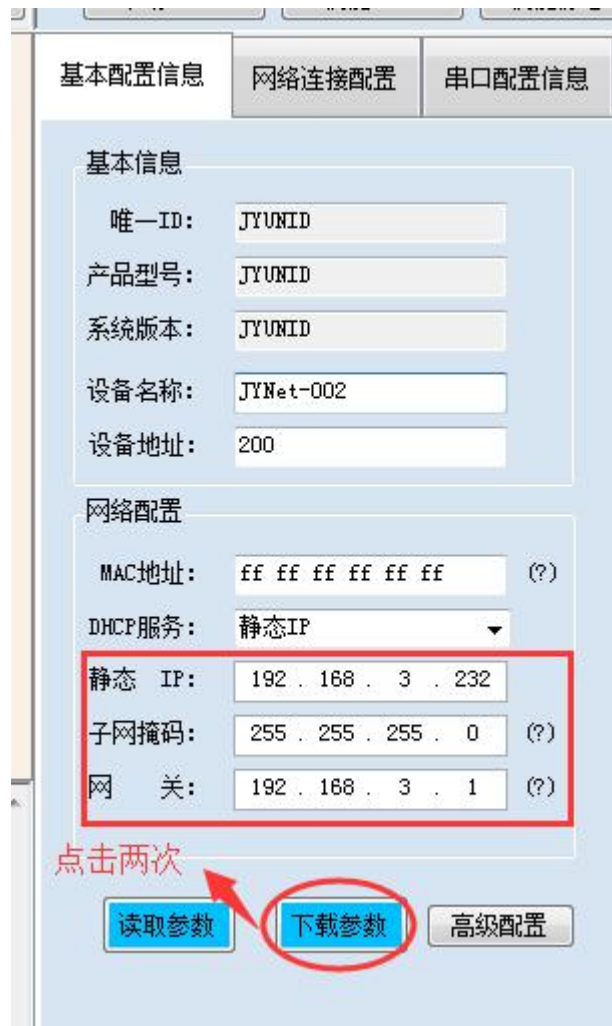 基本配置信息 网络连接配置 串口配置信息
基本信息
唯一ID: JYUNID
产品型号: JYUNID
系统版本: JYUNID
设备名称: JYNet-002
设备地址: 200
网络配置
MAC地址: ff ff ff ff ff ff (?)
DHCP服务: 静态IP
静态 IP: 192 . 168 . 3 . 232
子网掩码: 255 . 255 . 255 . 0 (?)
网 关: 192 . 168 . 3 . 1 (?)
点击两次
读取参数 下载参数 高级配置